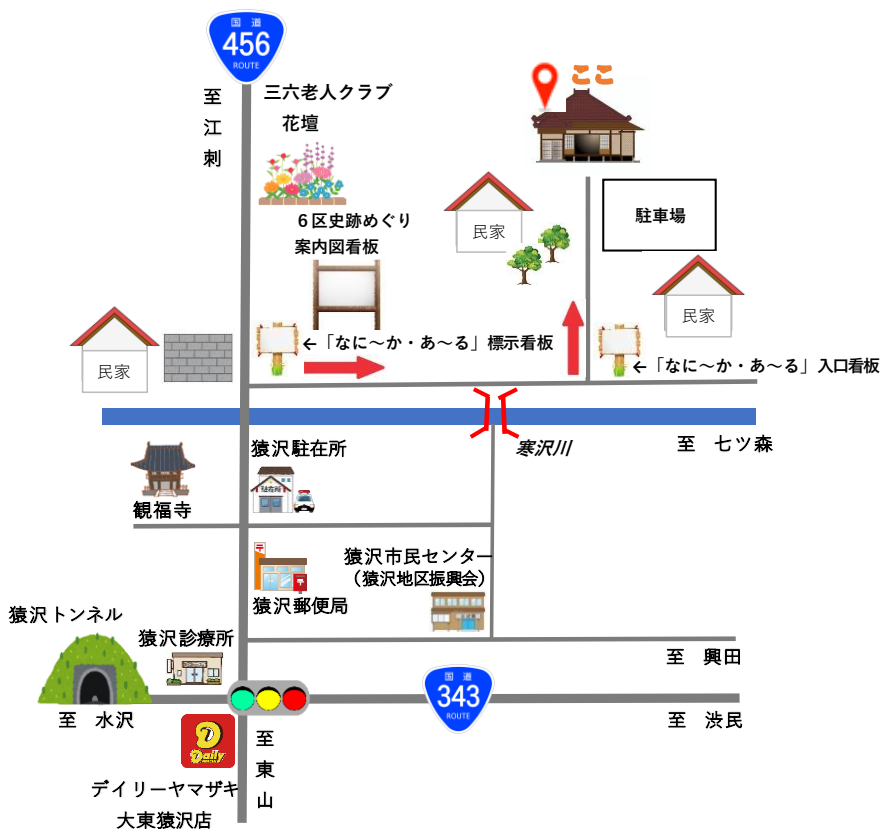 国道
456
ROUTE
至江刺
三六老人クラブ
花壇
ここ
6区史跡めぐり
案内図看板
民家
駐車場
民家
民家
←「なに～か・あ～る」標示看板
←「なに～か・あ～る」入口看板
寒沢川
至 七ツ森
観福寺
猿沢駐在所
駐在所
猿沢市民センター
（猿沢地区振興会）
猿沢郵便局
猿沢トンネル
猿沢診療所
至 興田
至 水沢
国道
343
ROUTE
至 渋民
Daily
至東山
デイリーヤマザキ
大東猿沢店